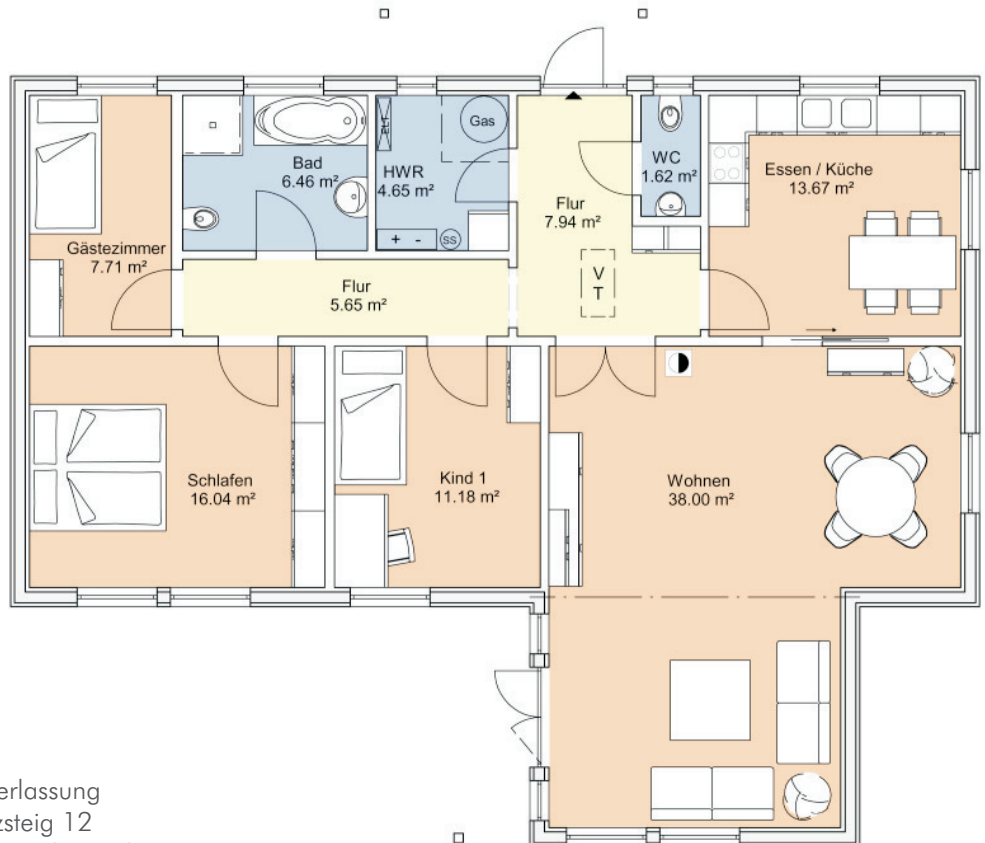 Gästezimmer
7.71 m²
Bad
6.46 m²
ELT
HWR
4.65 m²
Gas
+ -
SS
Flur
7.94 m²
V
T
WC
1.62 m²
Essen / Küche
13.67 m²
Flur
5.65 m²
Schlafen
16.04 m²
Kind 1
11.18 m²
Wohnen
38.00 m²
erlassung
zsteig 12